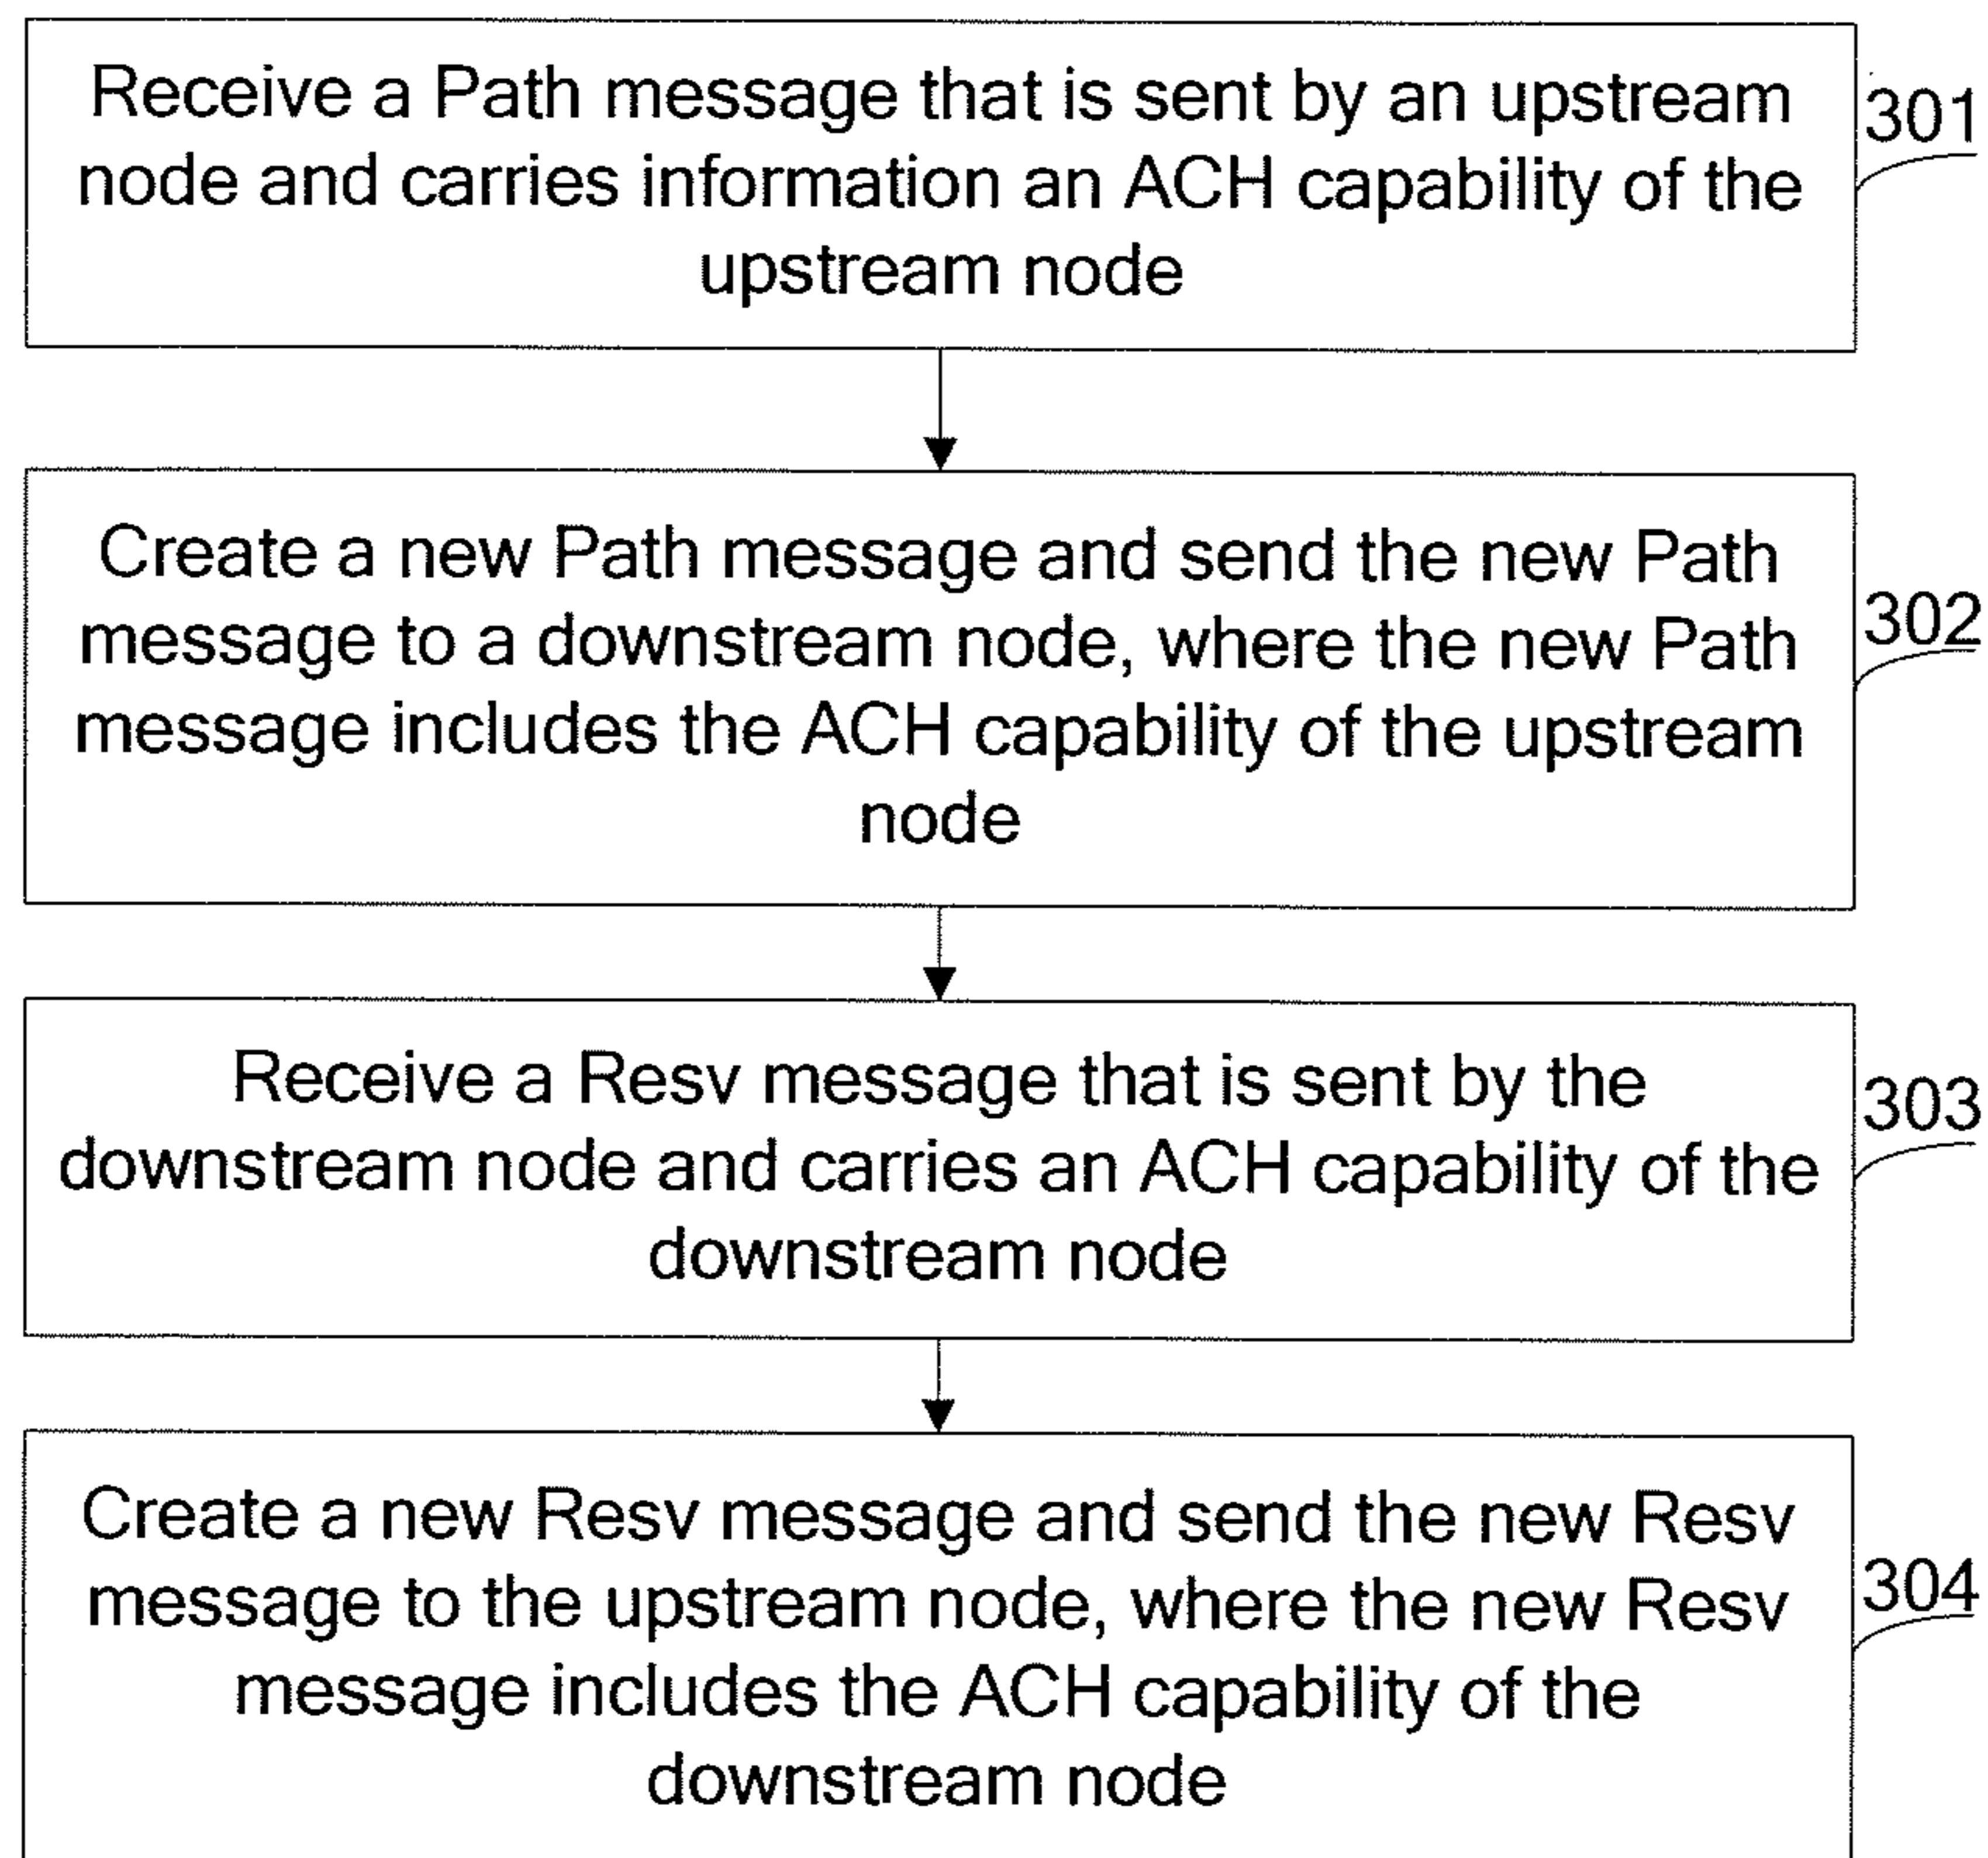 Receive a Path message that is sent by an upstream
node and carries information an ACH capability of the
upstream node
301
Create a new Path message and send the new Path
message to a downstream node, where the new Path
message includes the ACH capability of the upstream
node
302
Receive a Resv message that is sent by the
downstream node and carries an ACH capability of the
downstream node
303
Create a new Resv message and send the new Resv
message to the upstream node, where the new Resv
message includes the ACH capability of the
downstream node
304